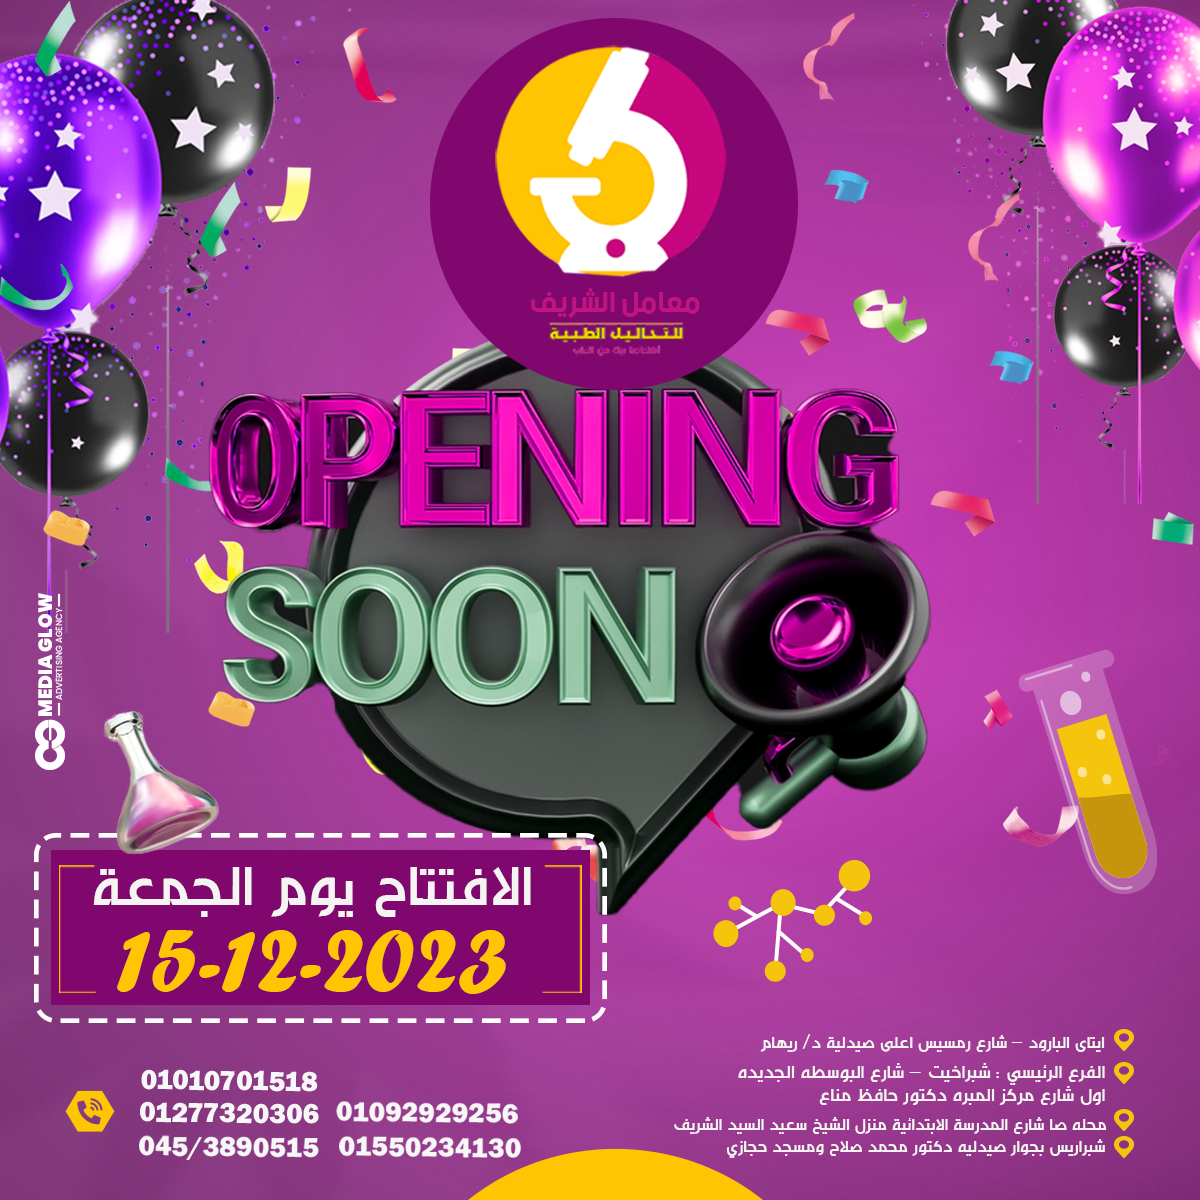 معامل الشريف
للتحاليل الطبية
OPENING
SOON
MEDIAGLOW
ADVERTISING AGENCY
الافتتاح يوم الجمعة
15-12-2023
ايتاى البارود – شارع رمسيس اعلى صيدلية د/ ريهام
الفرع الرئيسي : شبراخيت – شارع البوسطه الجديده
اول شارع مركز المبره دكتور حافظ مناع
محله صا شارع المدرسة الابتدائية منزل الشيخ سعيد السيد الشريف
شبراريس بجوار صيدليه دكتور محمد صلاح ومسجد حجازي
01010701518
01277320306 01092929256
045/3890515 01550234130